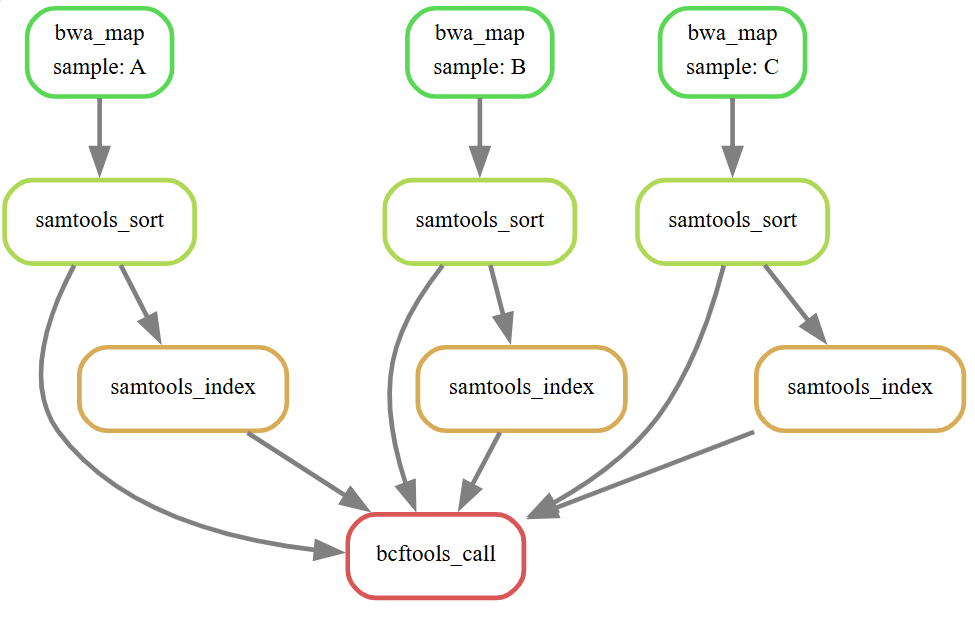 bwa_map
sample: A
bwa_map
sample: B
bwa_map
sample: C
samtools_sort
samtools_sort
samtools_sort
samtools_index
samtools_index
samtools_index
bcftools_call